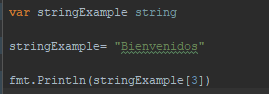 var stringExample string
stringExample= "Bienvenidos"
fmt.Println(stringExample[3])